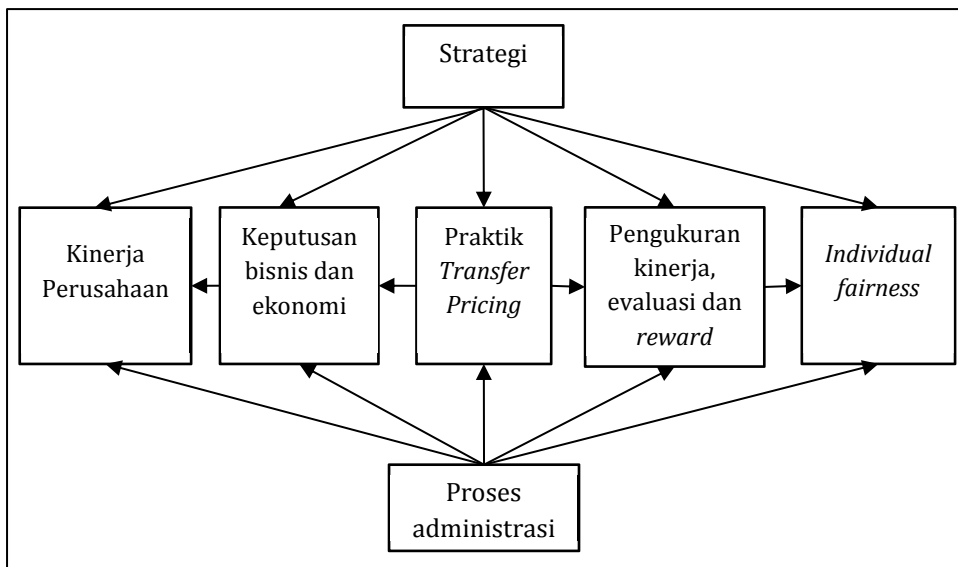 Strategi
Kinerja
Perusahaan
Keputusan
bisnis dan
ekonomi
Praktik
Transfer
Pricing
Pengukuran
kinerja,
evaluasi dan
reward
Individual
fairness
Proses
administrasi